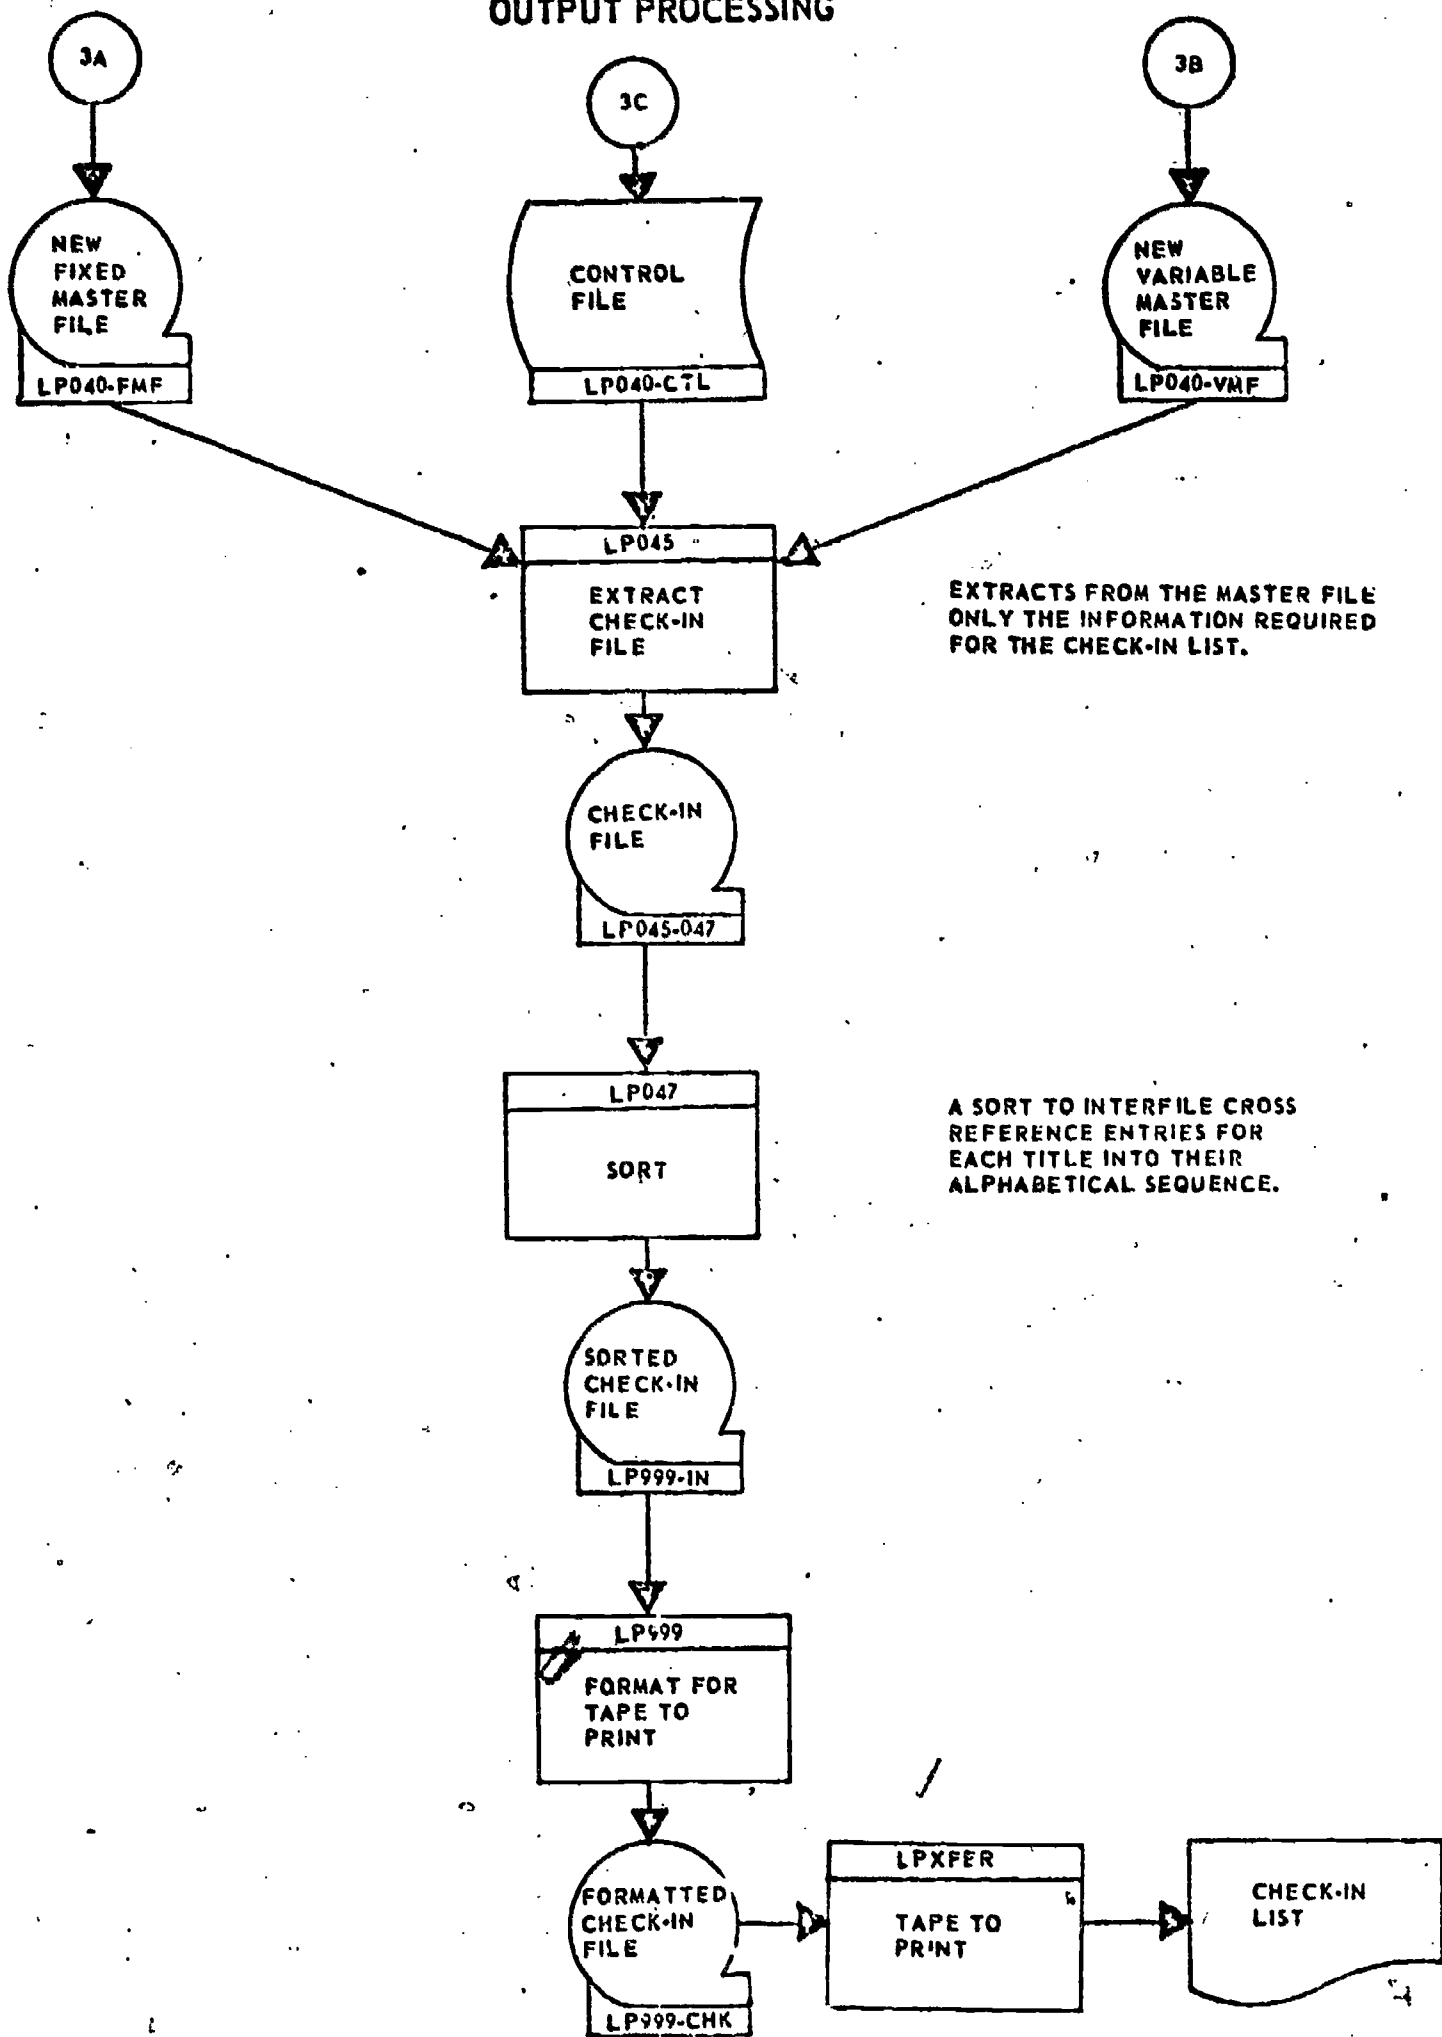 OUTPUT PROCESSING
3A
3C
3B
NEW
FIXED
MASTER
FILE
LP040-FMF
CONTROL
FILE
LP040-CTL
NEW
VARIABLE
MASTER
FILE
LP040-VMF
LP045
EXTRACT
CHECK-IN
FILE
EXTRACTS FROM THE MASTER FILE
ONLY THE INFORMATION REQUIRED
FOR THE CHECK-IN LIST.
CHECK-IN
FILE
LP045-047
LP047
SORT
A SORT TO INTERFILE CROSS
REFERENCE ENTRIES FOR
EACH TITLE INTO THEIR
ALPHABETICAL SEQUENCE.
SORTED
CHECK-IN
FILE
LP999-IN
LP999
FORMAT FOR
TAPE TO
PRINT
FORMATTED
CHECK-IN
FILE
LP999-CHK
LPXFER
TAPE TO
PRINT
CHECK-IN
LIST